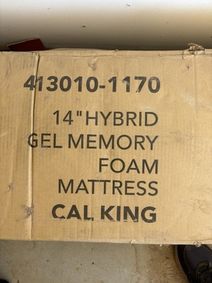 413010-1170
14" HYBRID
GEL MEMORY
FOAM
MATTRESS
CAL KING